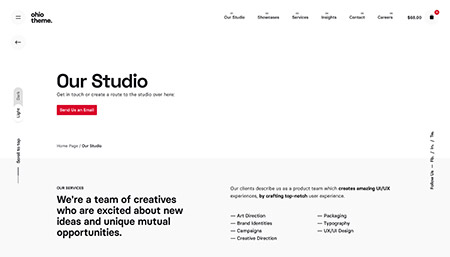 ohio
theme.
Our Studio
Showcases
Services
Insights
Contact
Careers
$60.00
Dark
Light
Scroll to top
Our Studio
Get in touch or create a route to the studio over here:
Send Us an Email
Home Page / Our Studio
Follow Us — Fb. / In. / Tw.
OUR SERVICES
We're a team of creatives
who are excited about new
ideas and unique mutual
opportunities.
Our clients describe us as a product team which creates amazing UI/UX
experiences, by crafting top-notch user experience.
— Art Direction
— Brand Identities
— Campaigns
— Creative Direction
— Packaging
— Typography
— UX/UI Design